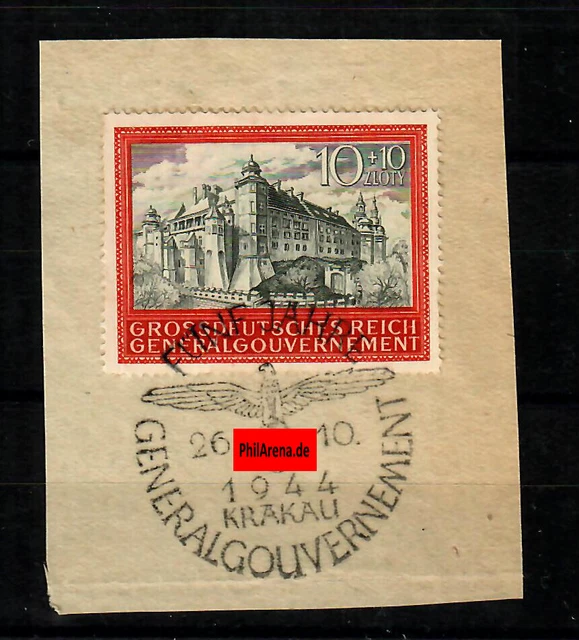 10+10
ZLOTY
GROSSDEUTSCHES REICH
GENERALGOUVERNEMENT
FÜNF JAHRE
26 10.
PhilArena.de
1944
KRAKAU
GENERALGOUVERNEMENT